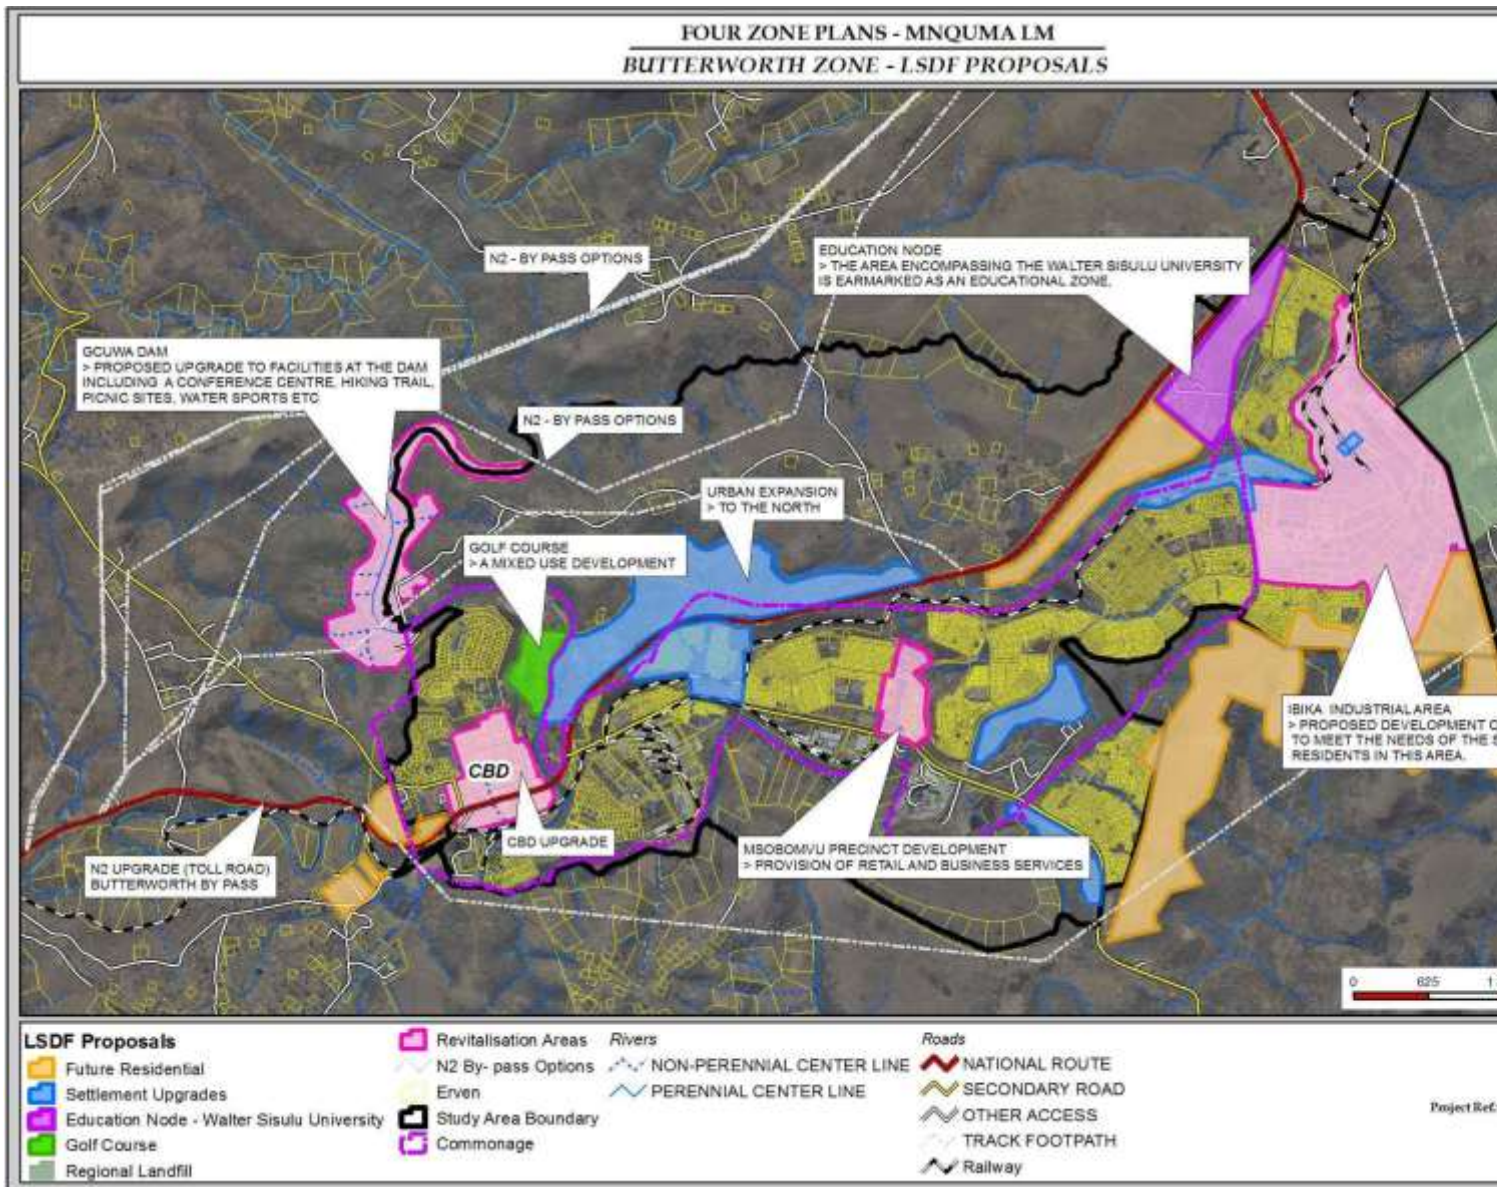 FOUR ZONE PLANS - MNQUMA LM
BUTTERWORTH ZONE - LSDF PROPOSALS
N2 - BY PASS OPTIONS
EDUCATION NODE
> THE AREA ENCOMPASSING THE WALTER SISULU UNIVERSITY
IS EARMARKED AS AN EDUCATIONAL ZONE.
GCUWA DAM
> PROPOSED UPGRADE TO FACILITIES AT THE DAM
INCLUDING A CONFERENCE CENTRE, HIKING TRAIL,
PICNIC SITES, WATER SPORTS ETC
N2 - BY PASS OPTIONS
URBAN EXPANSION
> TO THE NORTH
GOLF COURSE
> A MIXED USE DEVELOPMENT
IBIKA INDUSTRIAL AREA
> PROPOSED DEVELOPMENT
TO MEET THE NEEDS OF THE
RESIDENTS IN THIS AREA.
CBD
CBD UPGRADE
MSOBOMVU PRECINCT DEVELOPMENT
> PROVISION OF RETAIL AND BUSINESS SERVICES
N2 UPGRADE (TOLL ROAD)
BUTTERWORTH BY PASS
0 625 1
LSDF Proposals
Future Residential
Settlement Upgrades
Education Node - Walter Sisulu University
Golf Course
Regional Landfill
Revitalisation Areas
N2 By- pass Options
Erven
Study Area Boundary
Commonage
Rivers
NON-PERENNIAL CENTER LINE
PERENNIAL CENTER LINE
Roads
NATIONAL ROUTE
SECONDARY ROAD
OTHER ACCESS
TRACK FOOTPATH
Railway
Project Ref: